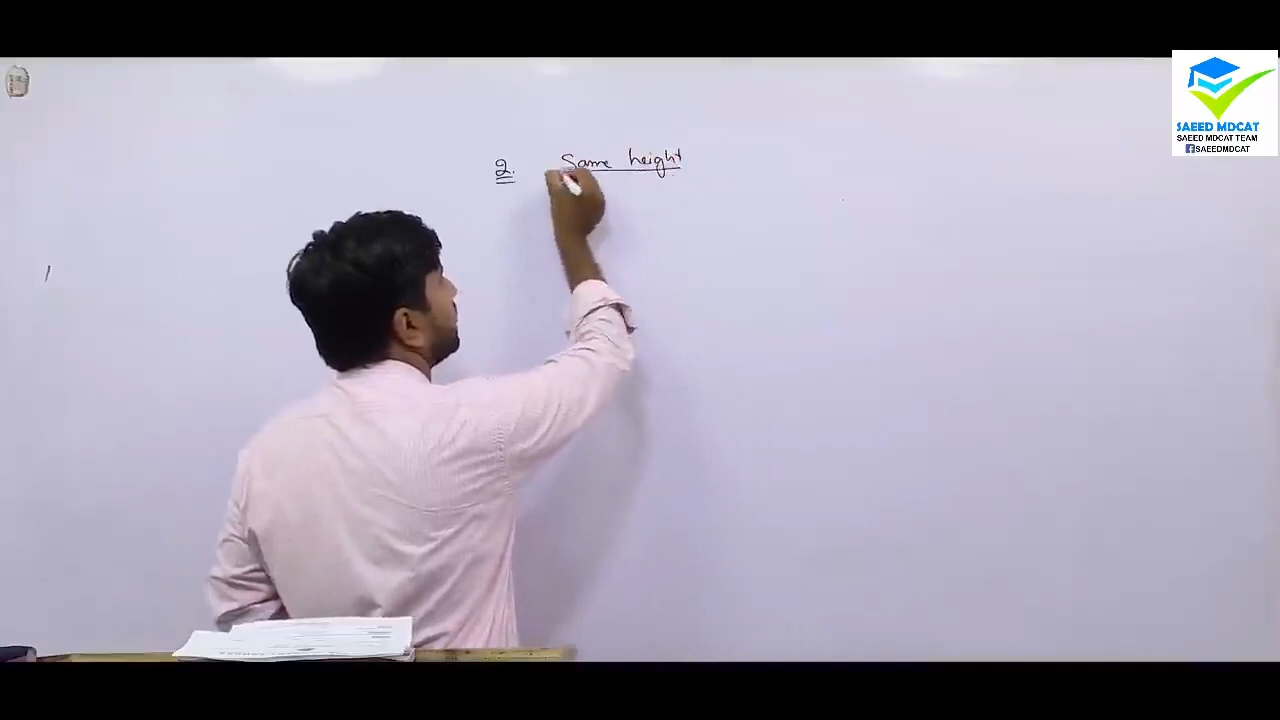 2. Same height
SAEED MDCAT
SAEED MDCAT TEAM
SAEEDMDCAT